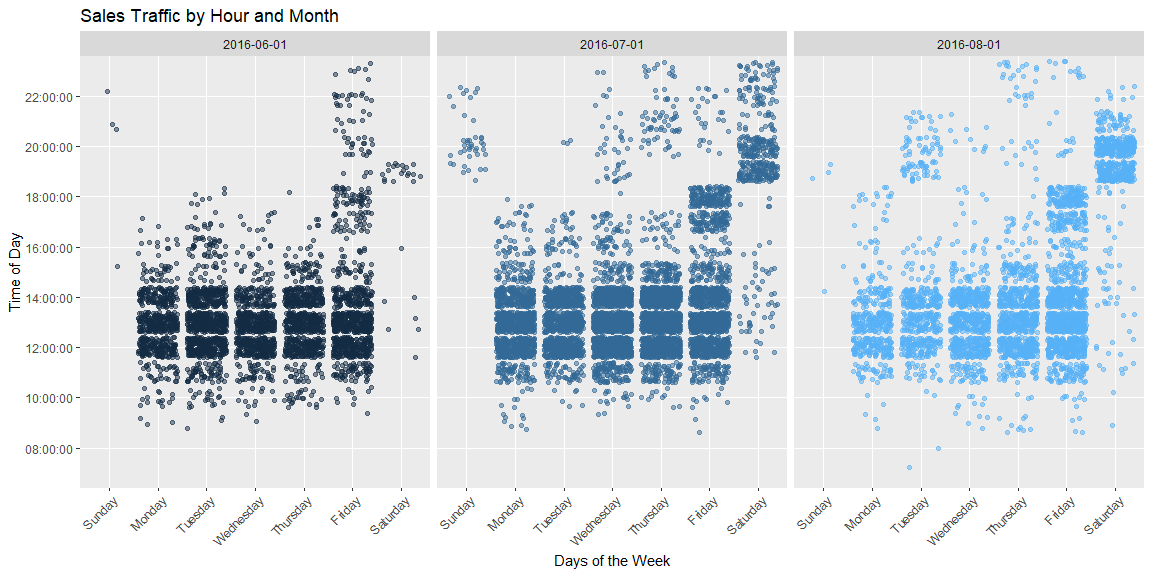 Sales Traffic by Hour and Month
2016-06-01 2016-07-01 2016-08-01
22:00:00
20:00:00
18:00:00
16:00:00
14:00:00
12:00:00
10:00:00
08:00:00
Time of Day
Sunday Monday Tuesday Wednesday Thursday Friday Saturday Sunday Monday Tuesday Wednesday Thursday Friday Saturday Sunday Monday Tuesday Wednesday Thursday Friday Saturday
Days of the Week